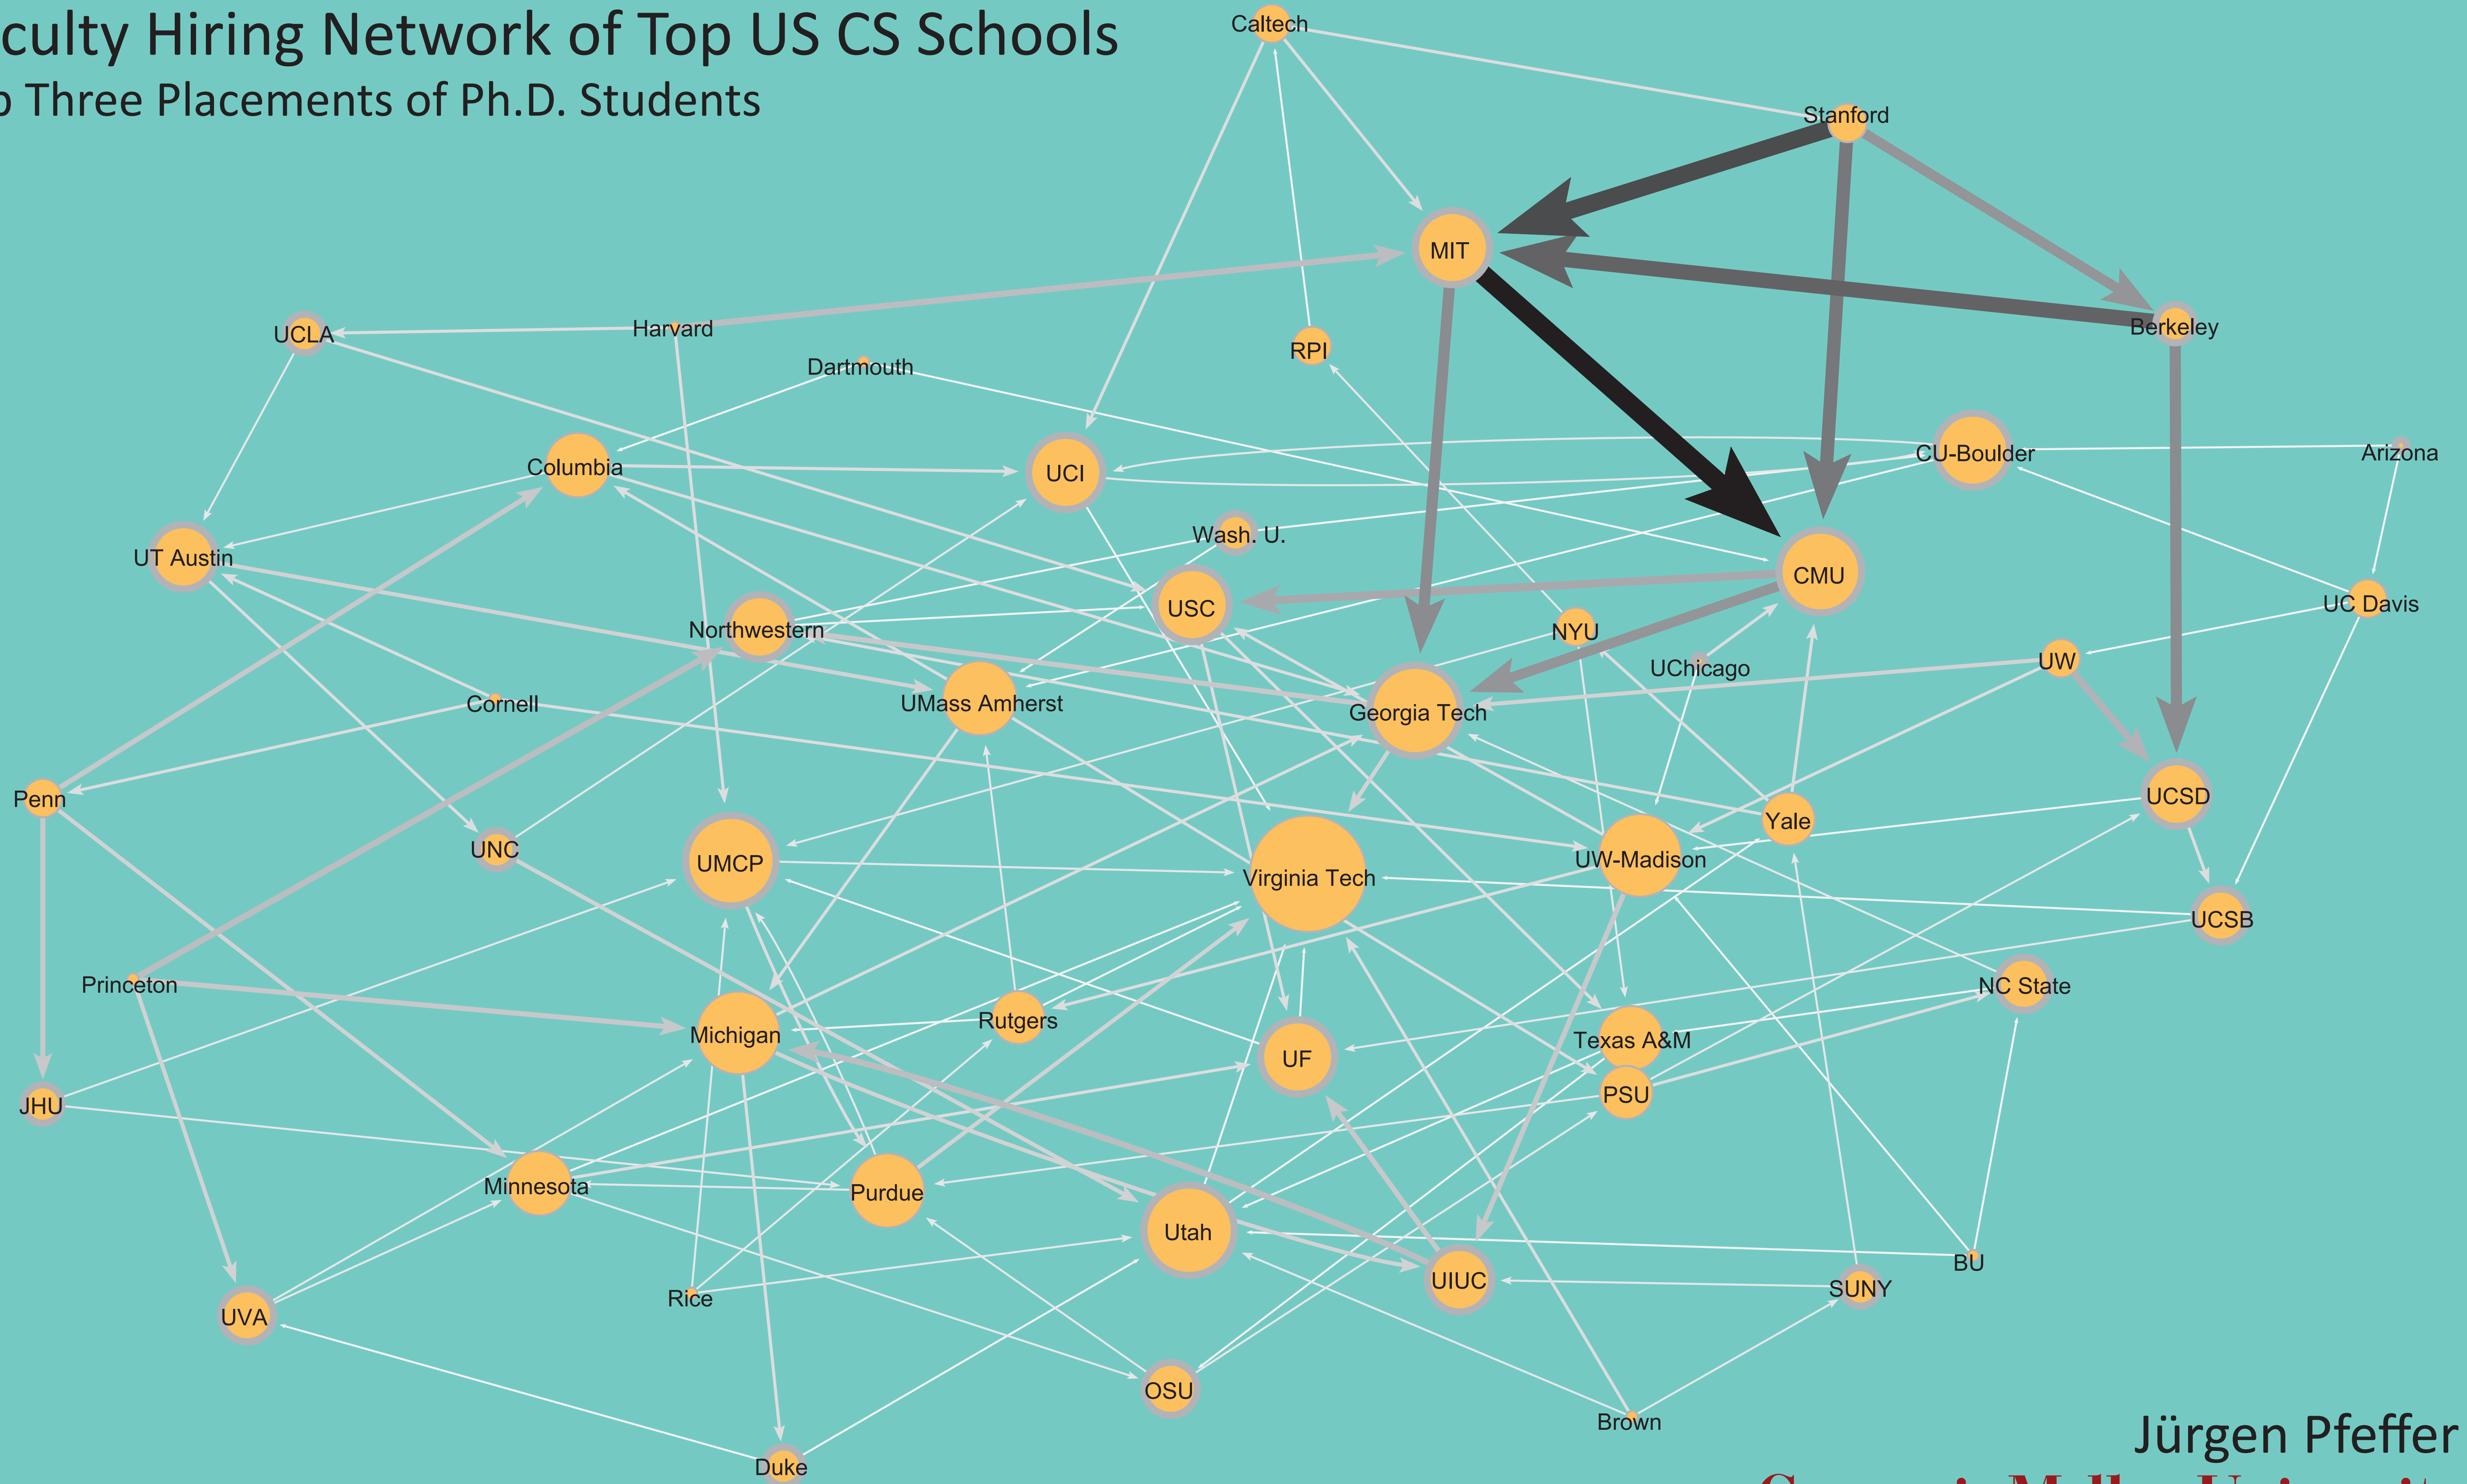 culty Hiring Network of Top US CS Schools
Three Placements of Ph.D. Students
Caltech
Stanford
MIT
Harvard
UCLA
Berkeley
RPI
Dartmouth
Columbia
UCI
CU-Boulder
Arizona
Wash. U.
UT Austin
CMU
USC
UC Davis
Northwestern
NYU
UChicago
UW
Cornell
UMass Amherst
Georgia Tech
Penn
UCSD
Yale
UNC
UMCP
UW-Madison
Virginia Tech
UCSB
Princeton
NC State
Rutgers
Michigan
Texas A&M
UF
PSU
JHU
Minnesota
Purdue
Utah
BU
UIUC
SUNY
Rice
UVA
OSU
Brown
Jürgen Pfeffer
Duke